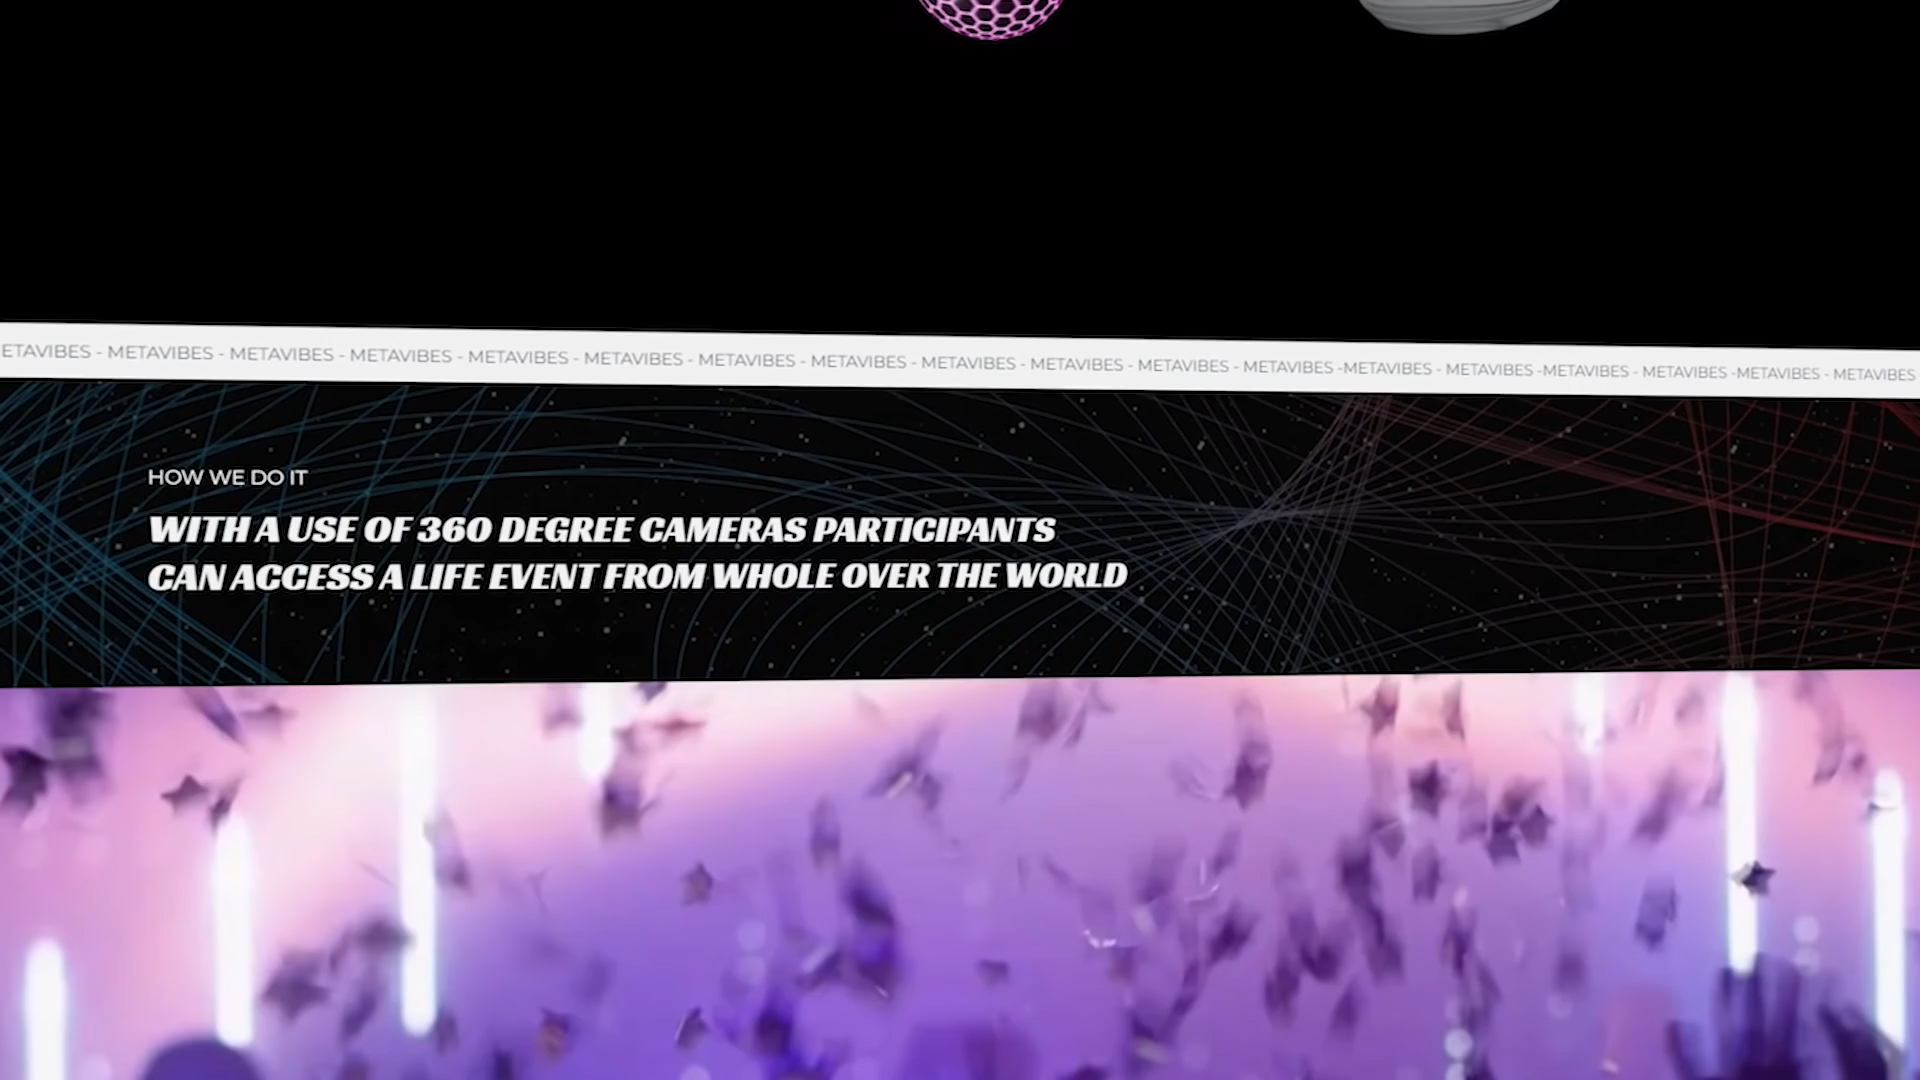 ETAVIBES - METAVIBES - METAVIBES - METAVIBES - METAVIBES - METAVIBES - METAVIBES - METAVIBES - METAVIBES - METAVIBES - METAVIBES - METAVIBES -METAVIBES - METAVIBES -METAVIBES - METAVIBES -METAVIBES - METAVIBES -
HOW WE DO IT
WITH A USE OF 360 DEGREE CAMERAS PARTICIPANTS
CAN ACCESS A LIFE EVENT FROM WHOLE OVER THE WORLD